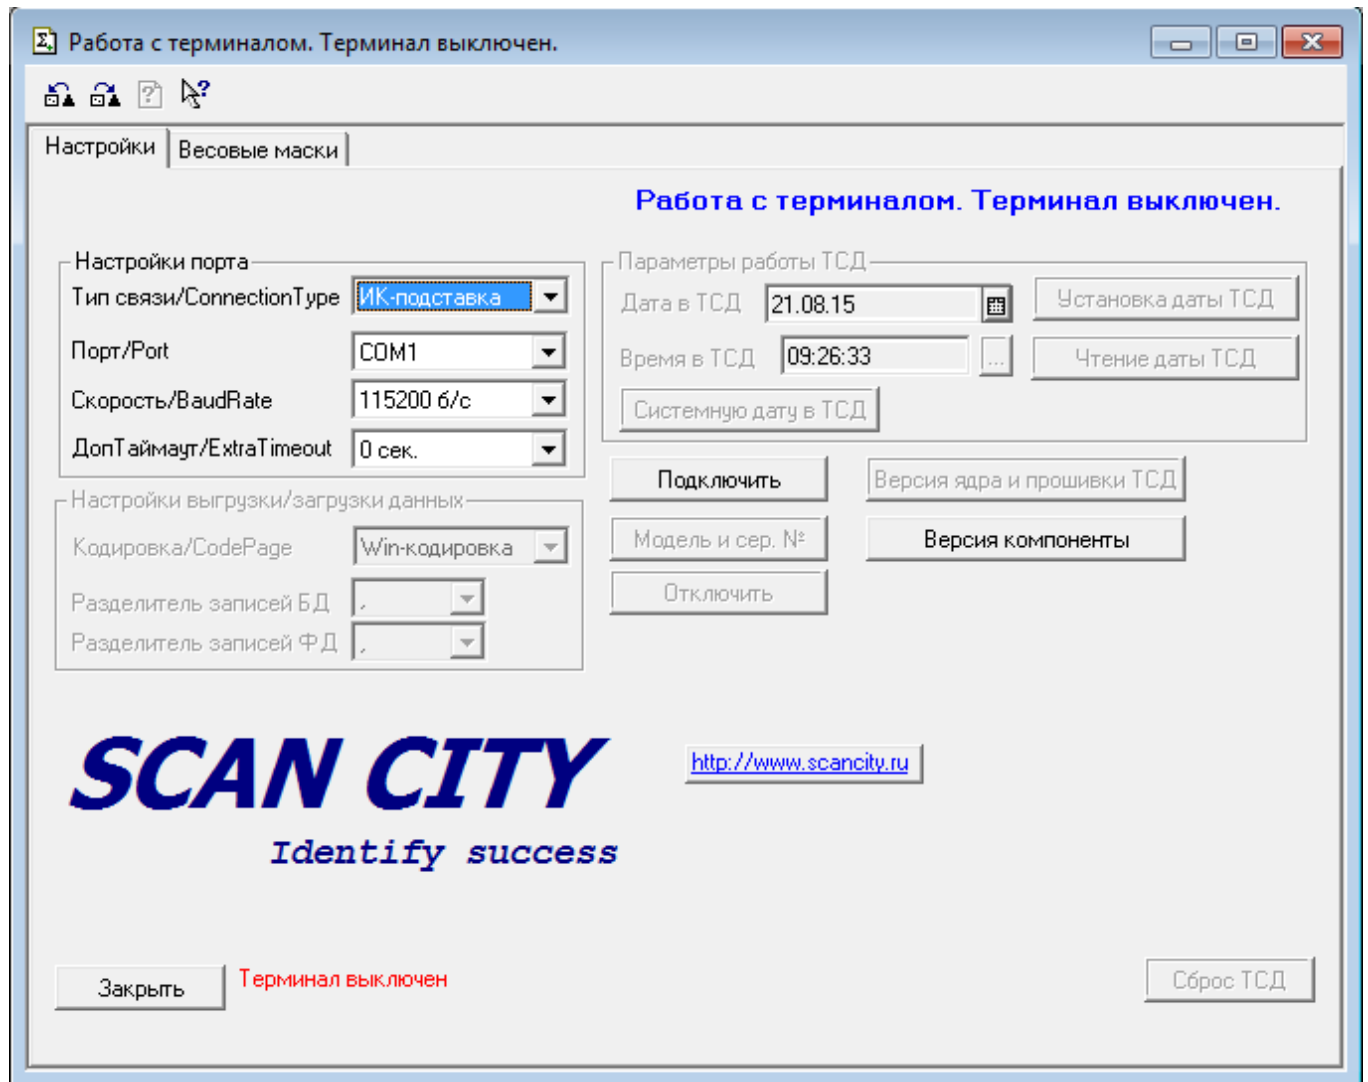 Работа с терминалом. Терминал выключен.
Настройки
Весовые маски
Работа с терминалом. Терминал выключен.
Настройки порта
Тип связи/ConnectionType ИК-подставка
Порт/Port COM1
Скорость/BaudRate 115200 б/с
ДопТаймаут/ExtraTimeout 0 сек.
Параметры работы ТСД
Дата в ТСД 21.08.15 Установка даты ТСД
Время в ТСД 09:26:33 ... Чтение даты ТСД
Системную дату в ТСД
Подключить Версия ядра и прошивки ТСД
Модель и сер. № Версия компоненты
Отключить
Настройки выгрузки/загрузки данных
Кодировка/CodePage Win-кодировка
Разделитель записей БД ,
Разделитель записей ФД ,
SCAN CITY
Identify success
http://www.scancity.ru
Закрыть Терминал выключен Сброс ТСД